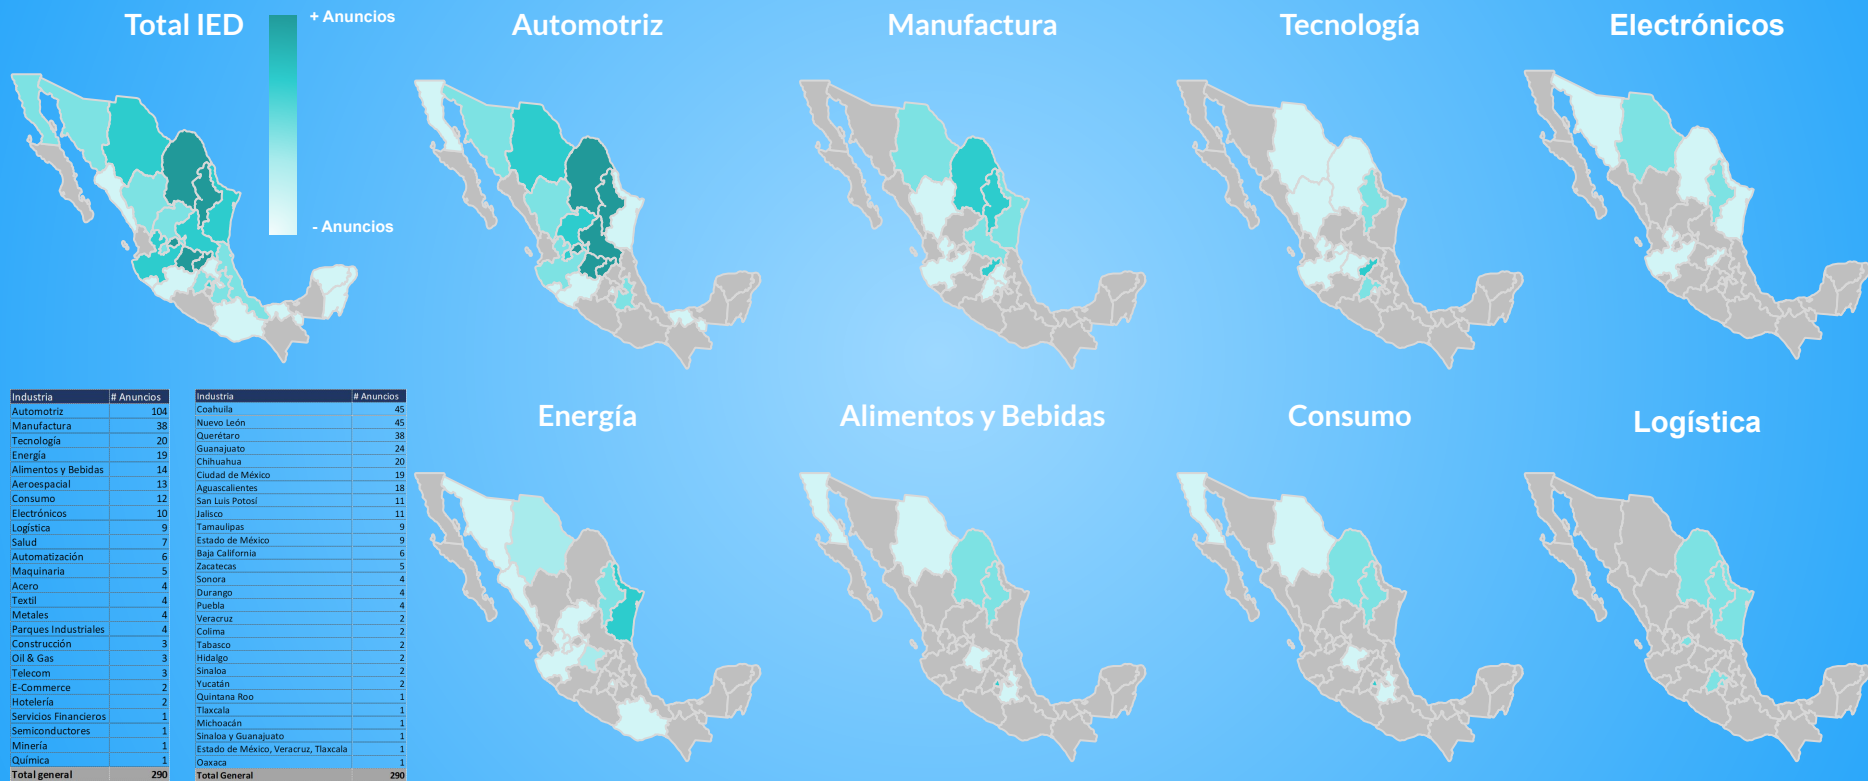 Total IED
+ Anuncios
- Anuncios
Automotriz
Manufactura
Tecnología
Electrónicos
Industria # Anuncios
Automotriz 104
Manufactura 38
Tecnología 20
Energía 19
Alimentos y Bebidas 14
Aeroespacial 13
Consumo 12
Electrónicos 10
Logística 9
Salud 7
Automatización 6
Maquinaria 5
Acero 4
Textil 4
Metales 4
Parques Industriales 4
Construcción 3
Oil & Gas 3
Telecom 3
E-Commerce 2
Hotelería 2
Servicios Financieros 1
Semiconductores 1
Minería 1
Química 1
Total general 290
Industria # Anuncios
Coahuila 45
Nuevo León 45
Querétaro 38
Guanajuato 24
Chihuahua 20
Ciudad de México 19
Aguascalientes 18
San Luis Potosí 11
Jalisco 11
Tamaulipas 9
Estado de México 9
Baja California 6
Zacatecas 5
Sonora 4
Durango 4
Puebla 4
Veracruz 2
Colima 2
Tabasco 2
Hidalgo 2
Sinaloa 2
Yucatán 2
Quintana Roo 1
Tlaxcala 1
Michoacán 1
Sinaloa y Guanajuato 1
Estado de México, Veracruz, Tlaxcala 1
Oaxaca 1
Total General 290
Energía
Alimentos y Bebidas
Consumo
Logística